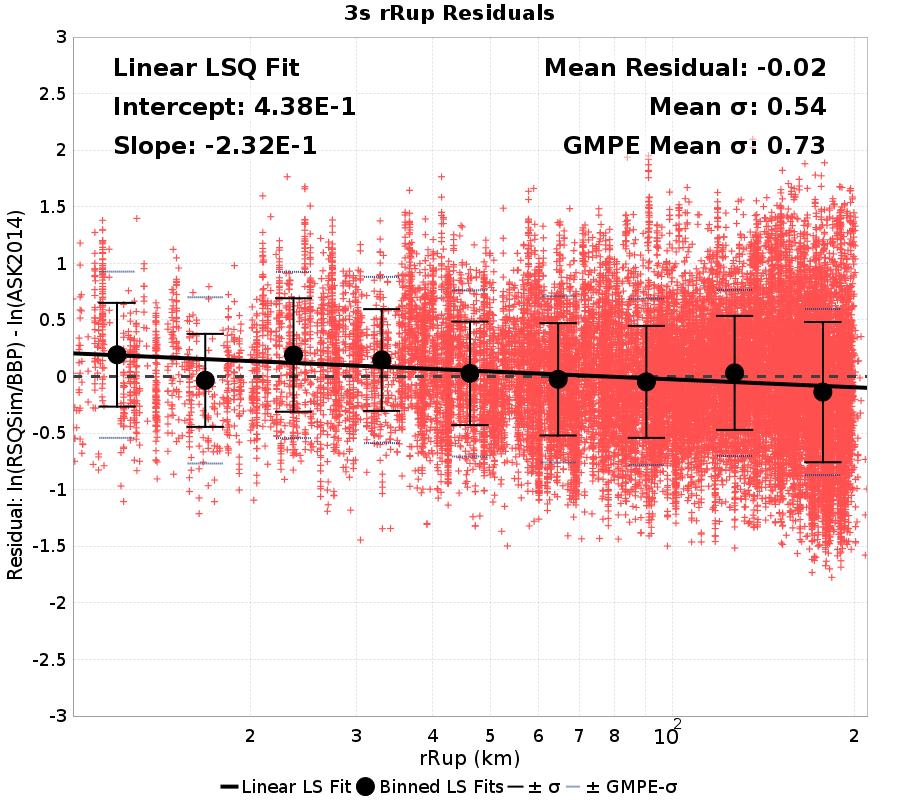 3s rRup Residuals
Linear LSQ Fit
Intercept: 4.38E-1
Slope: -2.32E-1
Mean Residual: -0.02
Mean σ: 0.54
GMPE Mean σ: 0.73
Residual: ln(RSQSim/BBP) - ln(ASK2014)
3
2.5
2
1.5
1
0.5
0
-0.5
-1
-1.5
-2
-2.5
-3
2 3 4 5 6 7 8 10² 2
rRup (km)
Linear LS Fit Binned LS Fits ± σ ± GMPE-σ